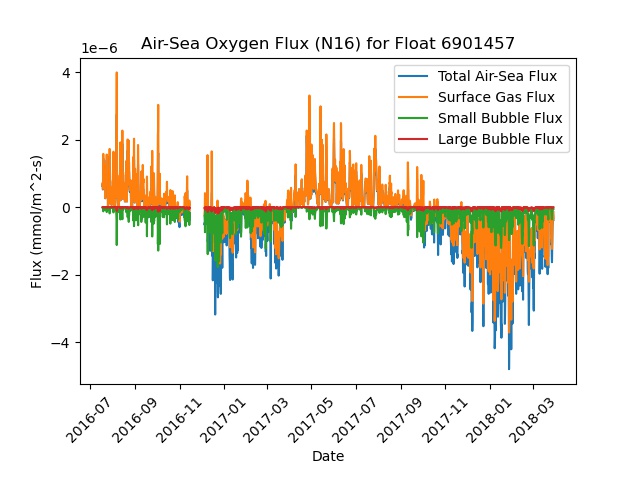 Air-Sea Oxygen Flux (N16) for Float 6901457
1e−6
Total Air-Sea Flux
Surface Gas Flux
Small Bubble Flux
Large Bubble Flux
4
2
0
−2
−4
Flux (mmol/m^2-s)
2016-07
2016-09
2016-11
2017-01
2017-03
2017-05
2017-07
2017-09
2017-11
2018-01
2018-03
Date